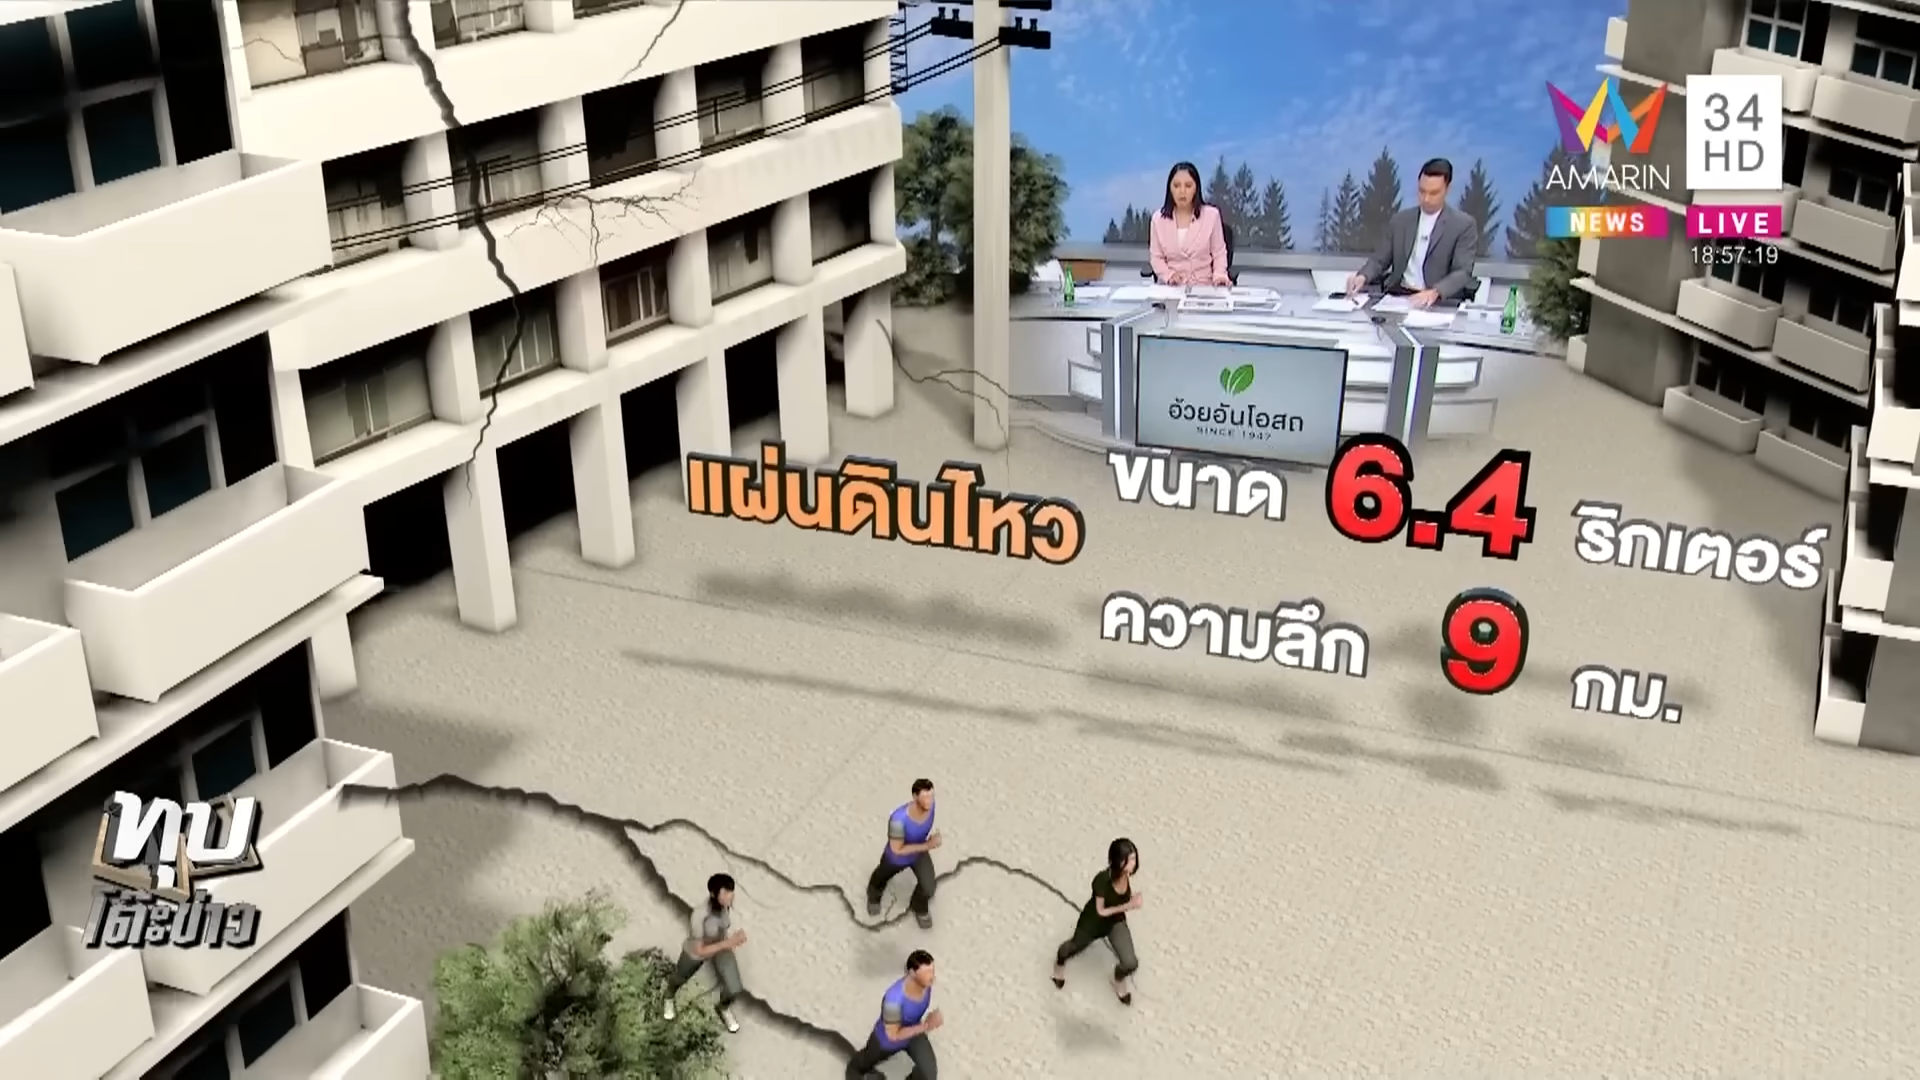 AMARIN
34
HD
NEWS
LIVE
18:57:19
อ้วยอันโอสถ
SINCE 1947
แผ่นดินไหว ขนาด 6.4 ริกเตอร์
ความลึก 9 กม.
ทุบ
โต๊ะข่าว